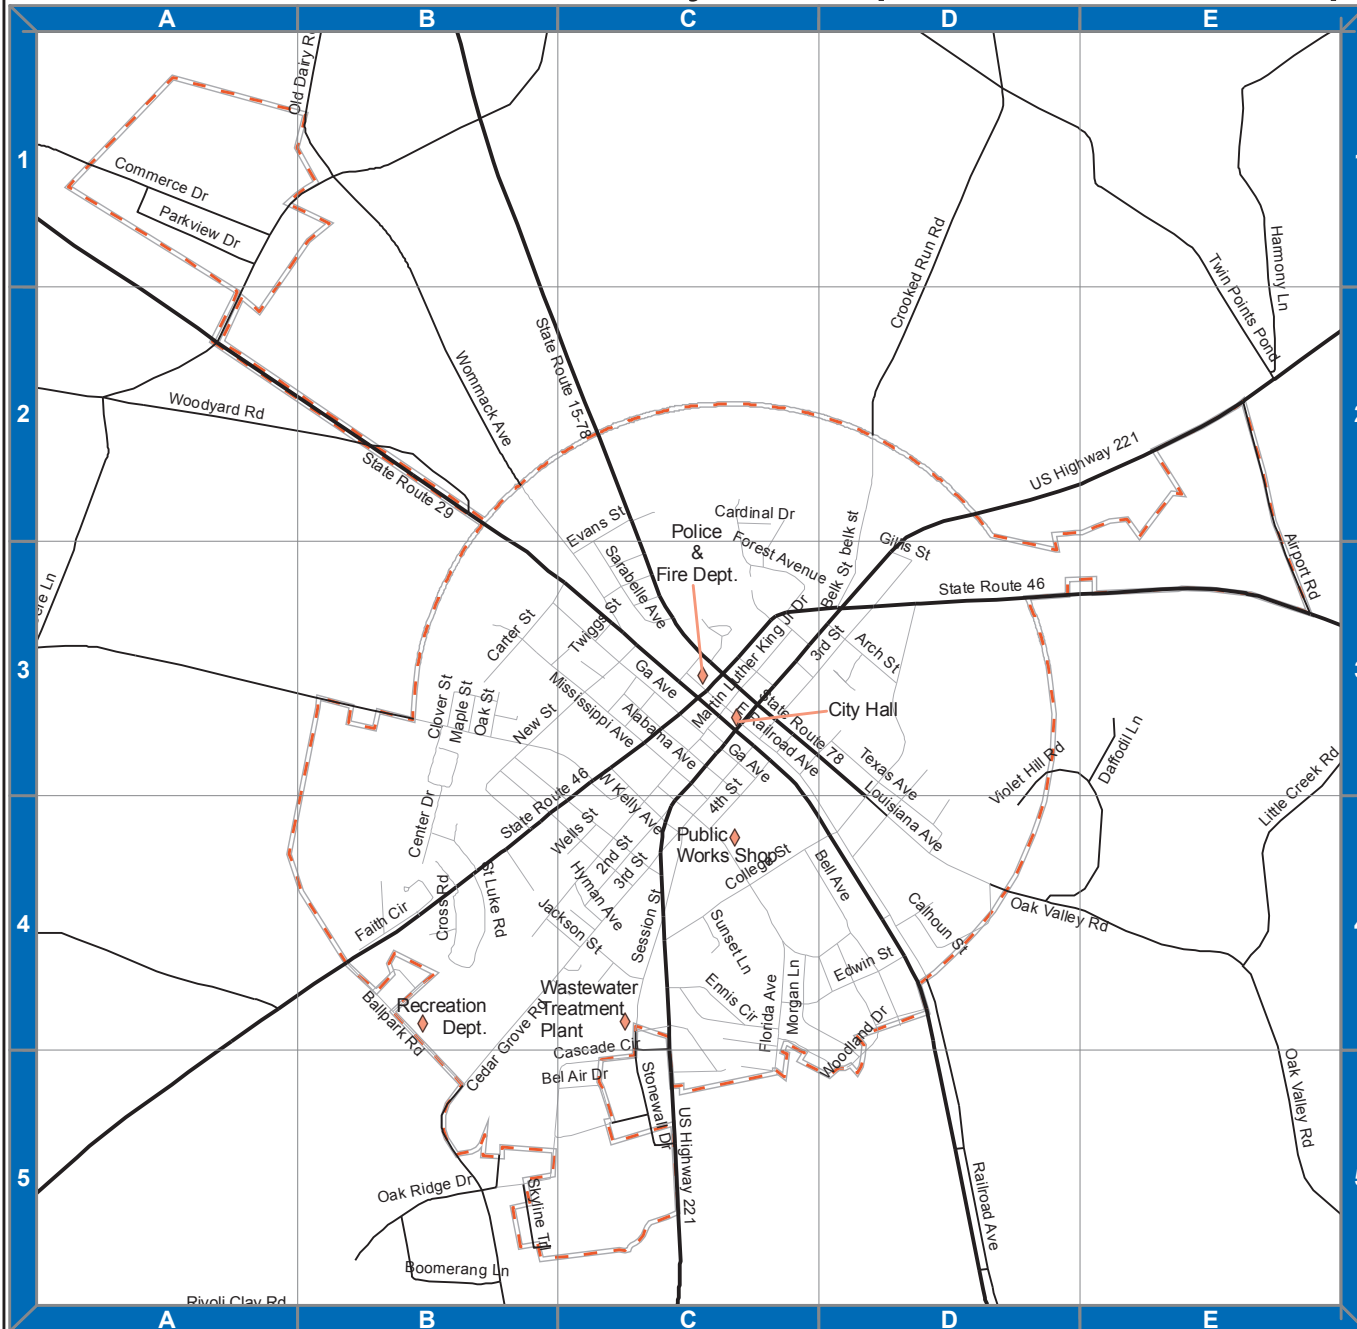 A B C D E
1
Old Dairy Rd
Commerce Dr
Parkview Dr
Crooked Run Rd
Harmony Ln
Twin Points Pond
2
State Route 15-78
Wommack Ave
Woodyard Rd
State Route 29
US Highway 221
Cardinal Dr
Evans St
Police
&
Fire Dept.
Forest Avenue
belk st
Belk St
Gillis St
Airport Rd
3
State Route 46
Sarabelle Ave
Twiggs St
Carter St
Martin Luther King Jr Dr
3rd St
Arch St
Ga Ave
Mississippi Ave
Alabama Ave
Clover St
Maple St
Oak St
New St
City Hall
State Route 78
E Railroad Ave
Ga Ave
Texas Ave
Louisiana Ave
Violet Hill Rd
Daffodil Ln
Little Creek Rd
State Route 46
W Kelly Ave
4th St
4
Center Dr
Wells St
2nd St
3rd St
Hyman Ave
Public
Works Shop
College St
Bell Ave
Faith Cir
Cross Rd
St Luke Rd
Jackson St
Session St
Sunset Ln
Calhoun St
Oak Valley Rd
Edwin St
Ennis Cir
Florida Ave
Morgan Ln
Woodland Dr
Recreation
Dept.
Ballpark Rd
Wastewater
Treatment
Plant
Cedar Grove Rd
Cascade Cir
Bel Air Dr
Stonewall Dr
US Highway 221
Oak Valley Rd
5
Oak Ridge Dr
Skyline Trl
Railroad Ave
Boomerang Ln
Rivoli Clay Rd
A B C D E